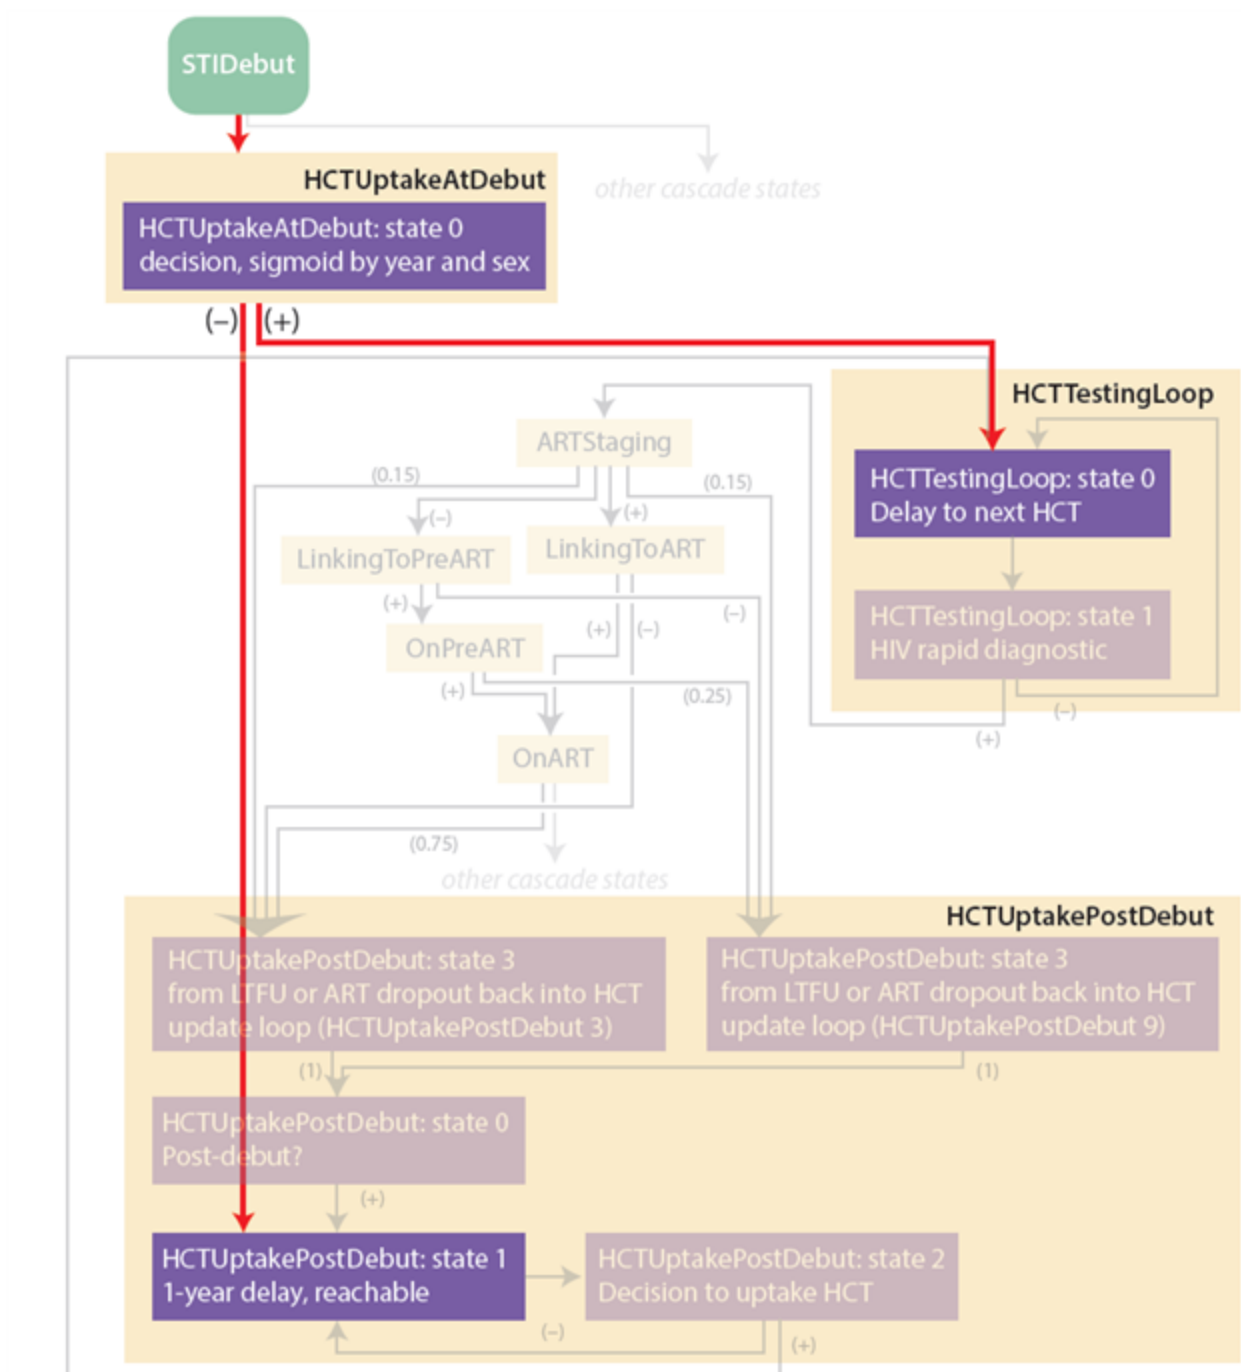 STIDebut
other cascade states
HCTUptakeAtDebut
HCTUptakeAtDebut: state 0
decision, sigmoid by year and sex
(–)
(+)
HCTTestingLoop
HCTTestingLoop: state 0
Delay to next HCT
HCTTestingLoop: state 1
HIV rapid diagnostic
(–)
(+)
ARTStaging
(0.15)
(0.15)
(–)
(+)
LinkingToPreART
LinkingToART
(+)
(–)
(+)
(–)
OnPreART
(+)
(0.25)
OnART
(0.75)
other cascade states
HCTUptakePostDebut
HCTUptakePostDebut: state 3
from LTFU or ART dropout back into HCT
update loop (HCTUptakePostDebut 3)
HCTUptakePostDebut: state 3
from LTFU or ART dropout back into HCT
update loop (HCTUptakePostDebut 9)
(1)
(1)
HCTUptakePostDebut: state 0
Post-debut?
(+)
HCTUptakePostDebut: state 1
1-year delay, reachable
HCTUptakePostDebut: state 2
Decision to uptake HCT
(–)
(+)